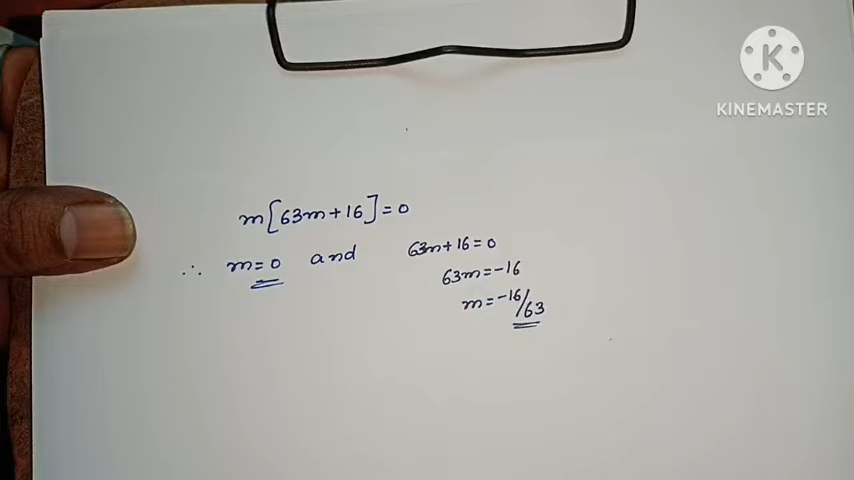 K
KINEMASTER
m[63m+16]=0
∴ m=0 and 63m+16=0
63m=-16
m=-16/63